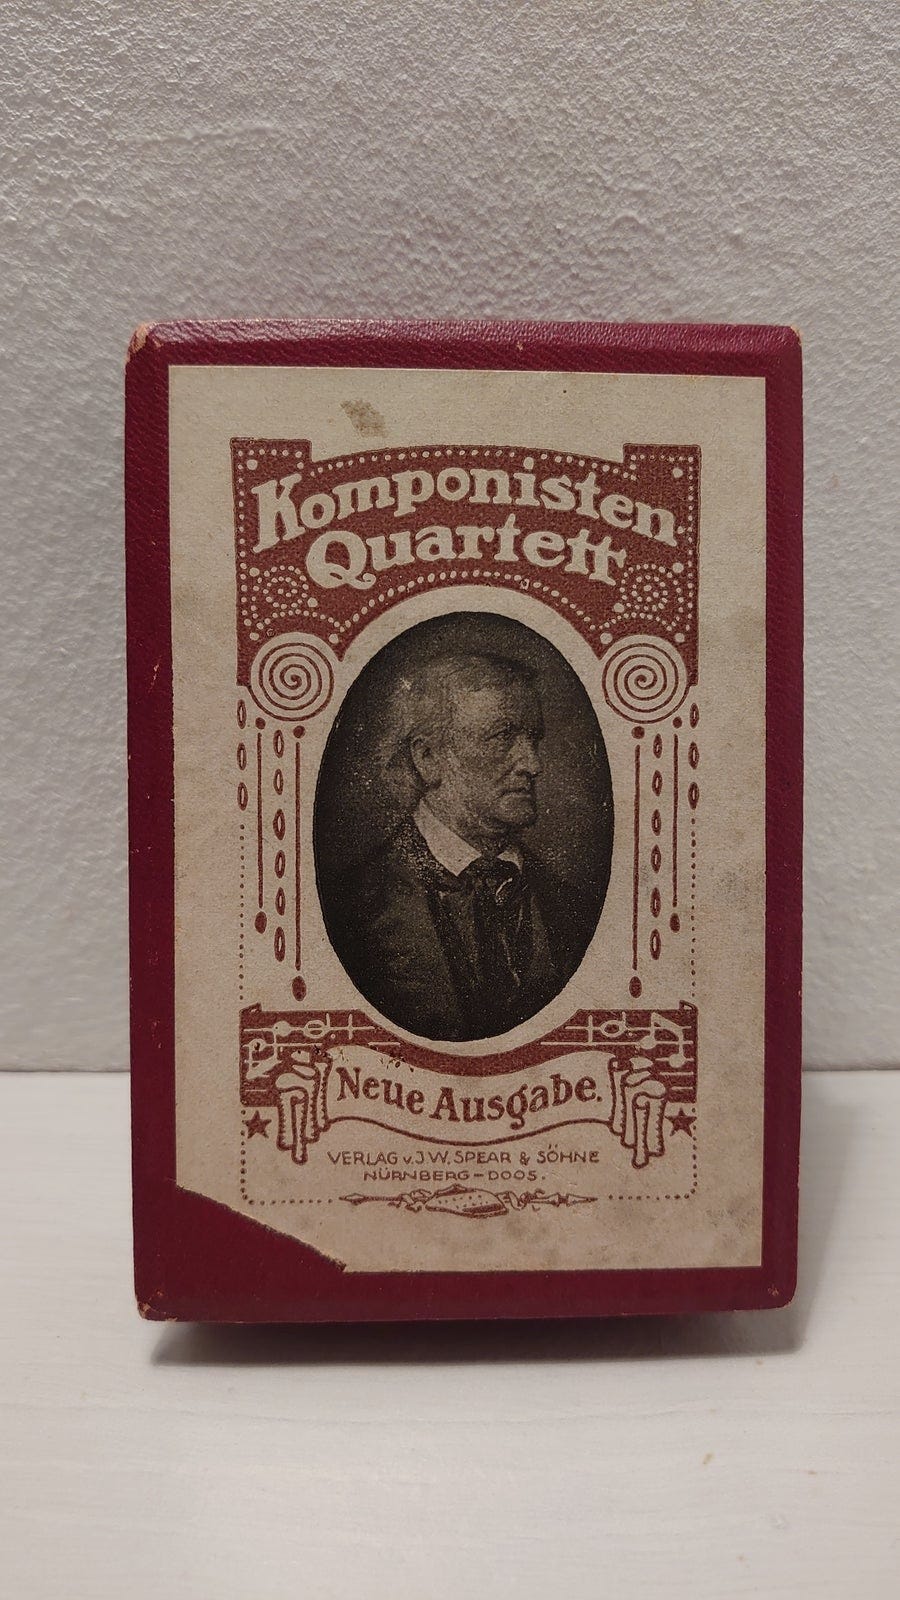 Komponisten
Quartett
Neue Ausgabe.
VERLAG v. J. W. SPEAR & SÖHNE
NÜRNBERG-DOOS.